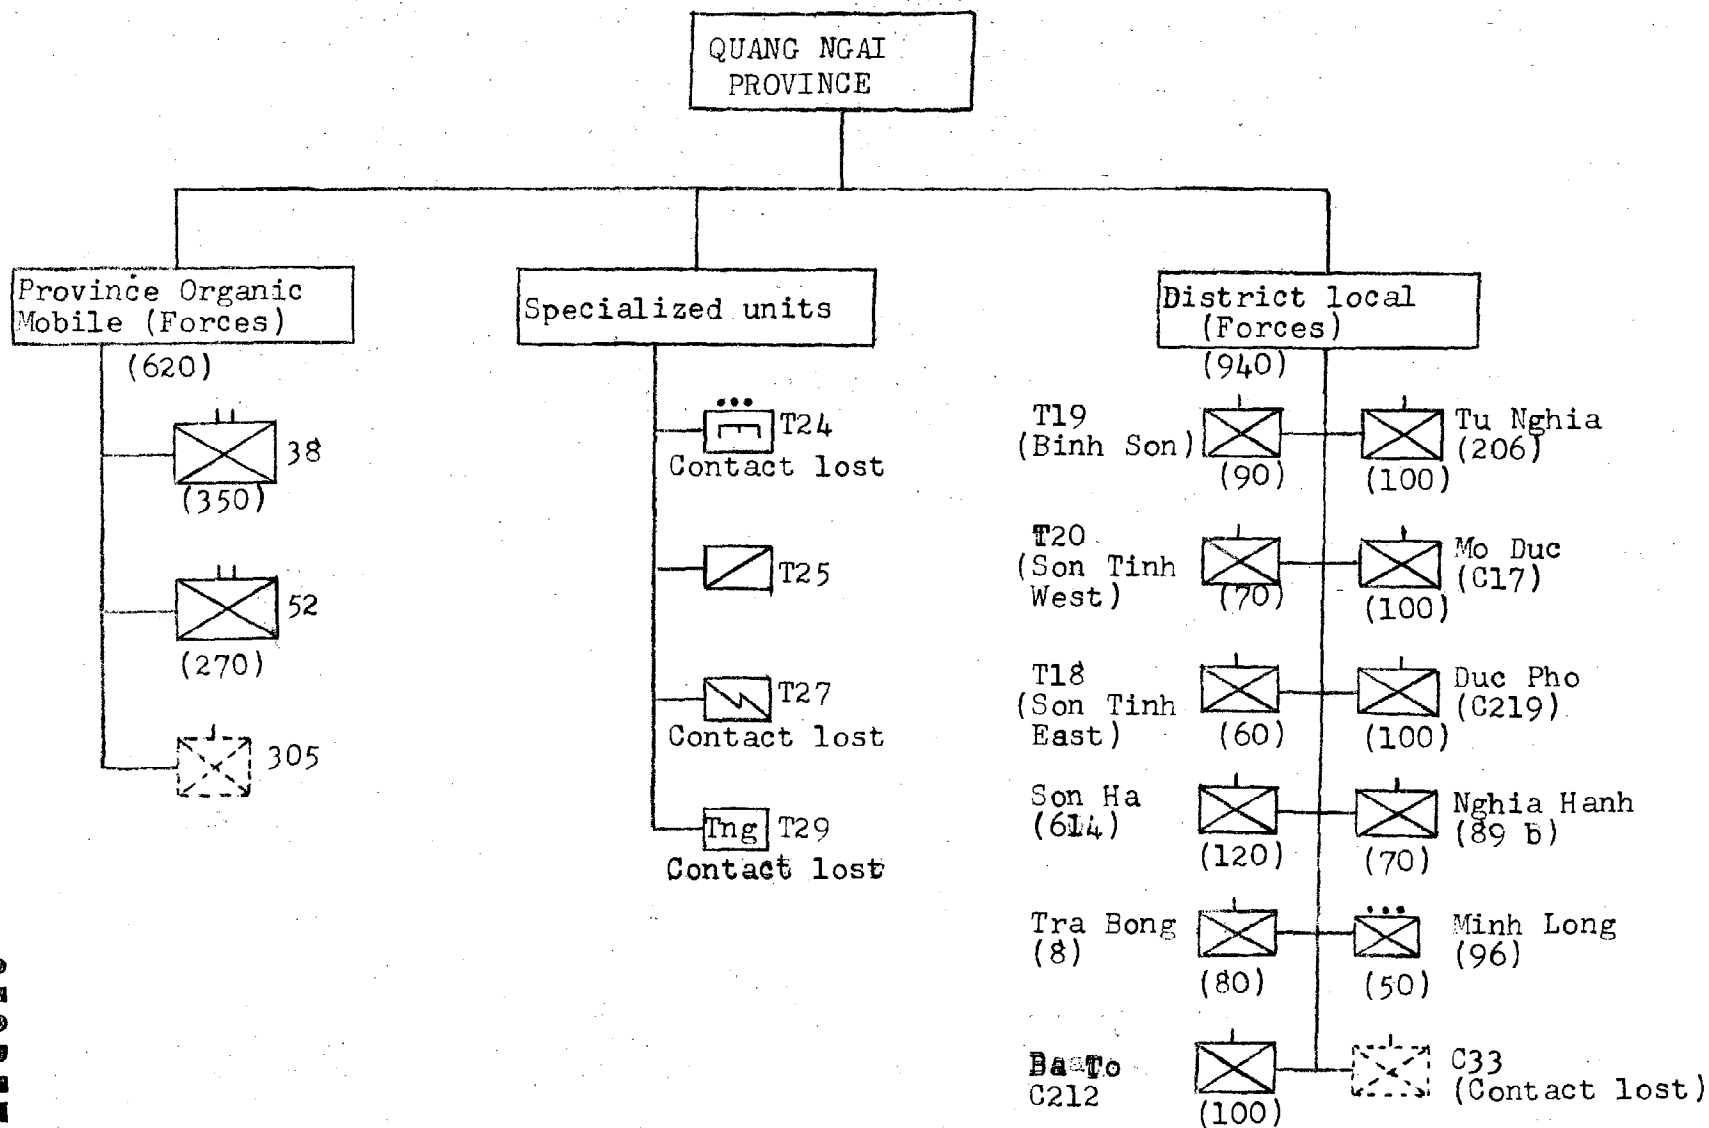 QUANG NGAI
PROVINCE
Province Organic
Mobile (Forces)
(620)
38
(350)
52
(270)
305
Specialized units
T24
Contact lost
T25
T27
Contact lost
Tng
T29
Contact lost
District local
(Forces)
(940)
T19
(Binh Son)
(90)
Tu Nghia
(206)
(100)
T20
(Son Tinh
West)
(70)
Mo Duc
(C17)
(100)
T18
(Son Tinh
East)
(60)
Duc Pho
(C219)
(100)
Son Ha
(614)
(120)
Nghia Hanh
(89 b)
(70)
Tra Bong
(8)
(80)
Minh Long
(96)
(50)
Ba To
C212
(100)
C33
(Contact lost)